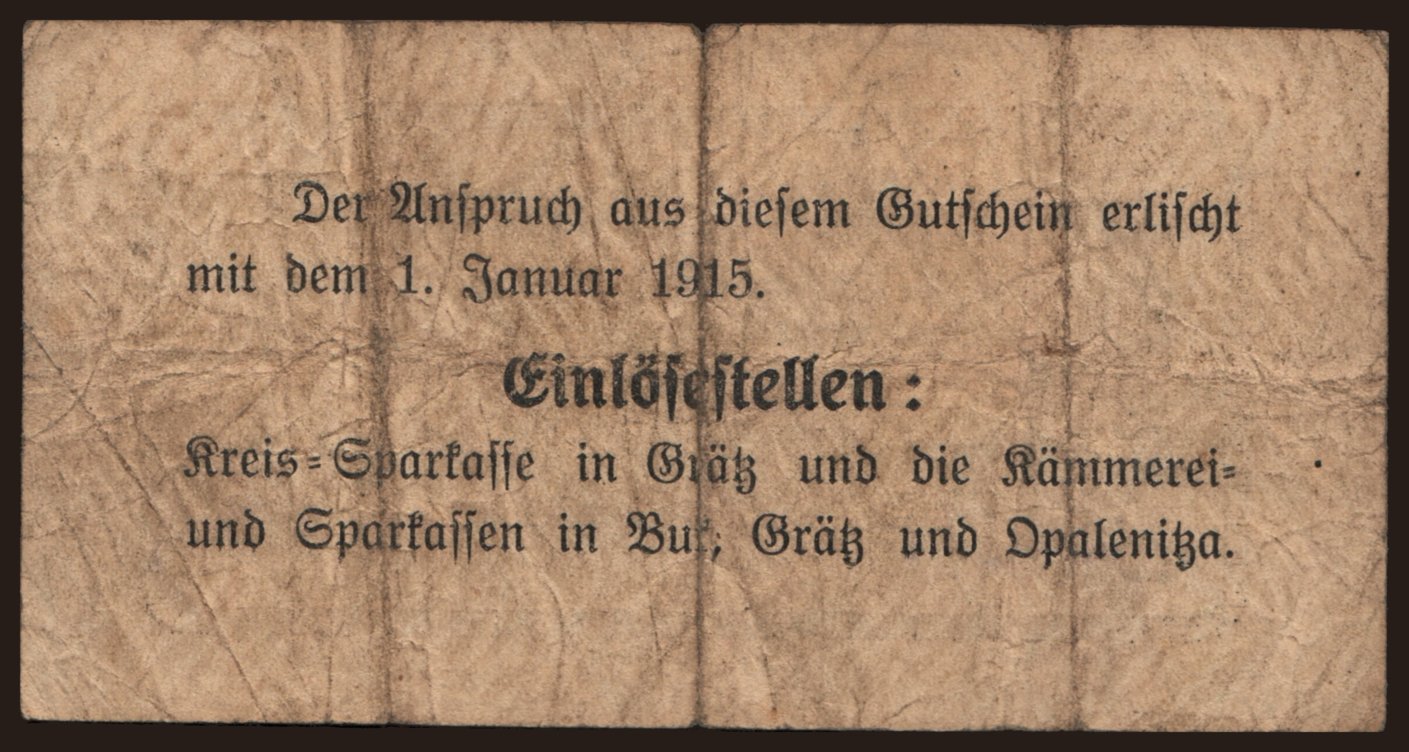 Der Anspruch aus diesem Gutschein erlischt
mit dem 1. Januar 1915.
Einlösestellen:
Kreis-Sparkasse in Grätz und die Kämmerei-
und Sparkassen in Buk, Grätz und Opalenitza.